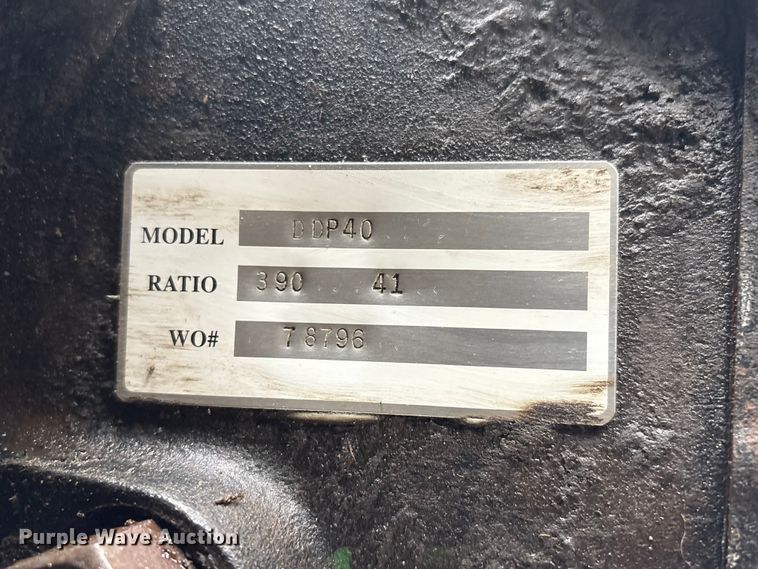 MODEL DDP40
RATIO 390 41
WO# 78796
Purple Wave Auction